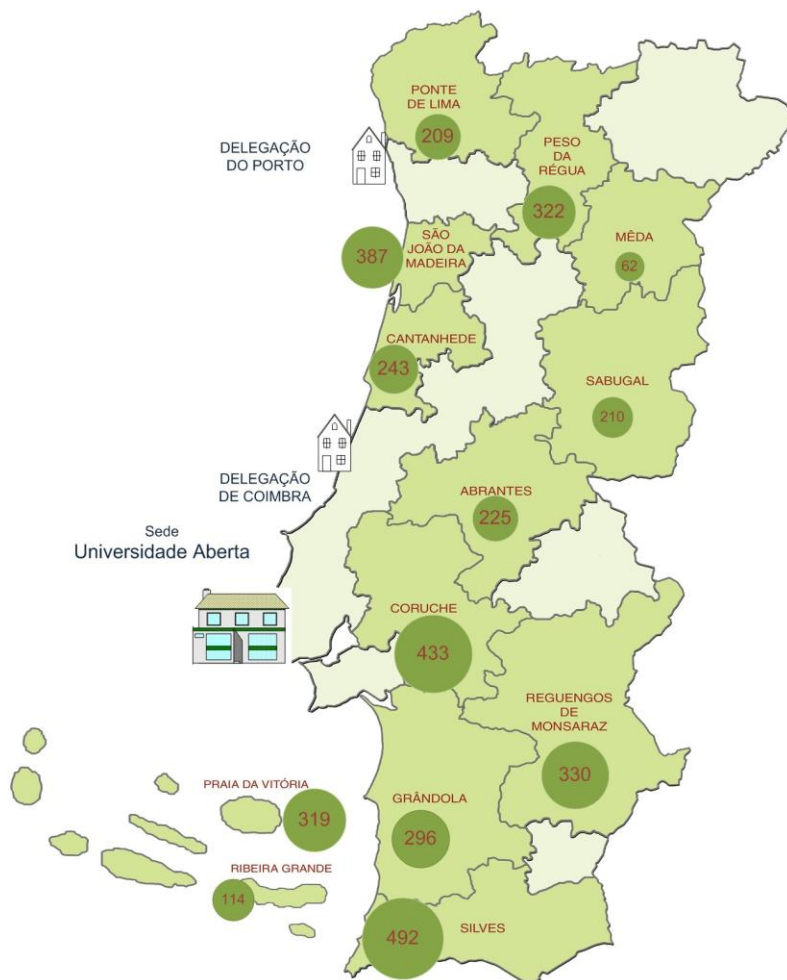 PONTE
DE LIMA
209
DELEGAÇÃO
DO PORTO
PESO
DA
RÉGUA
322
SÃO
JOÃO DA
MADEIRA
387
MÊDA
62
CANTANHEDE
243
SABUGAL
210
DELEGAÇÃO
DE COIMBRA
ABRANTES
225
Sede
Universidade Aberta
CORUCHE
433
REGUENGOS
DE
MONSARAZ
330
PRAIA DA VITÓRIA
319
GRÂNDOLA
296
RIBEIRA GRANDE
114
SILVES
492